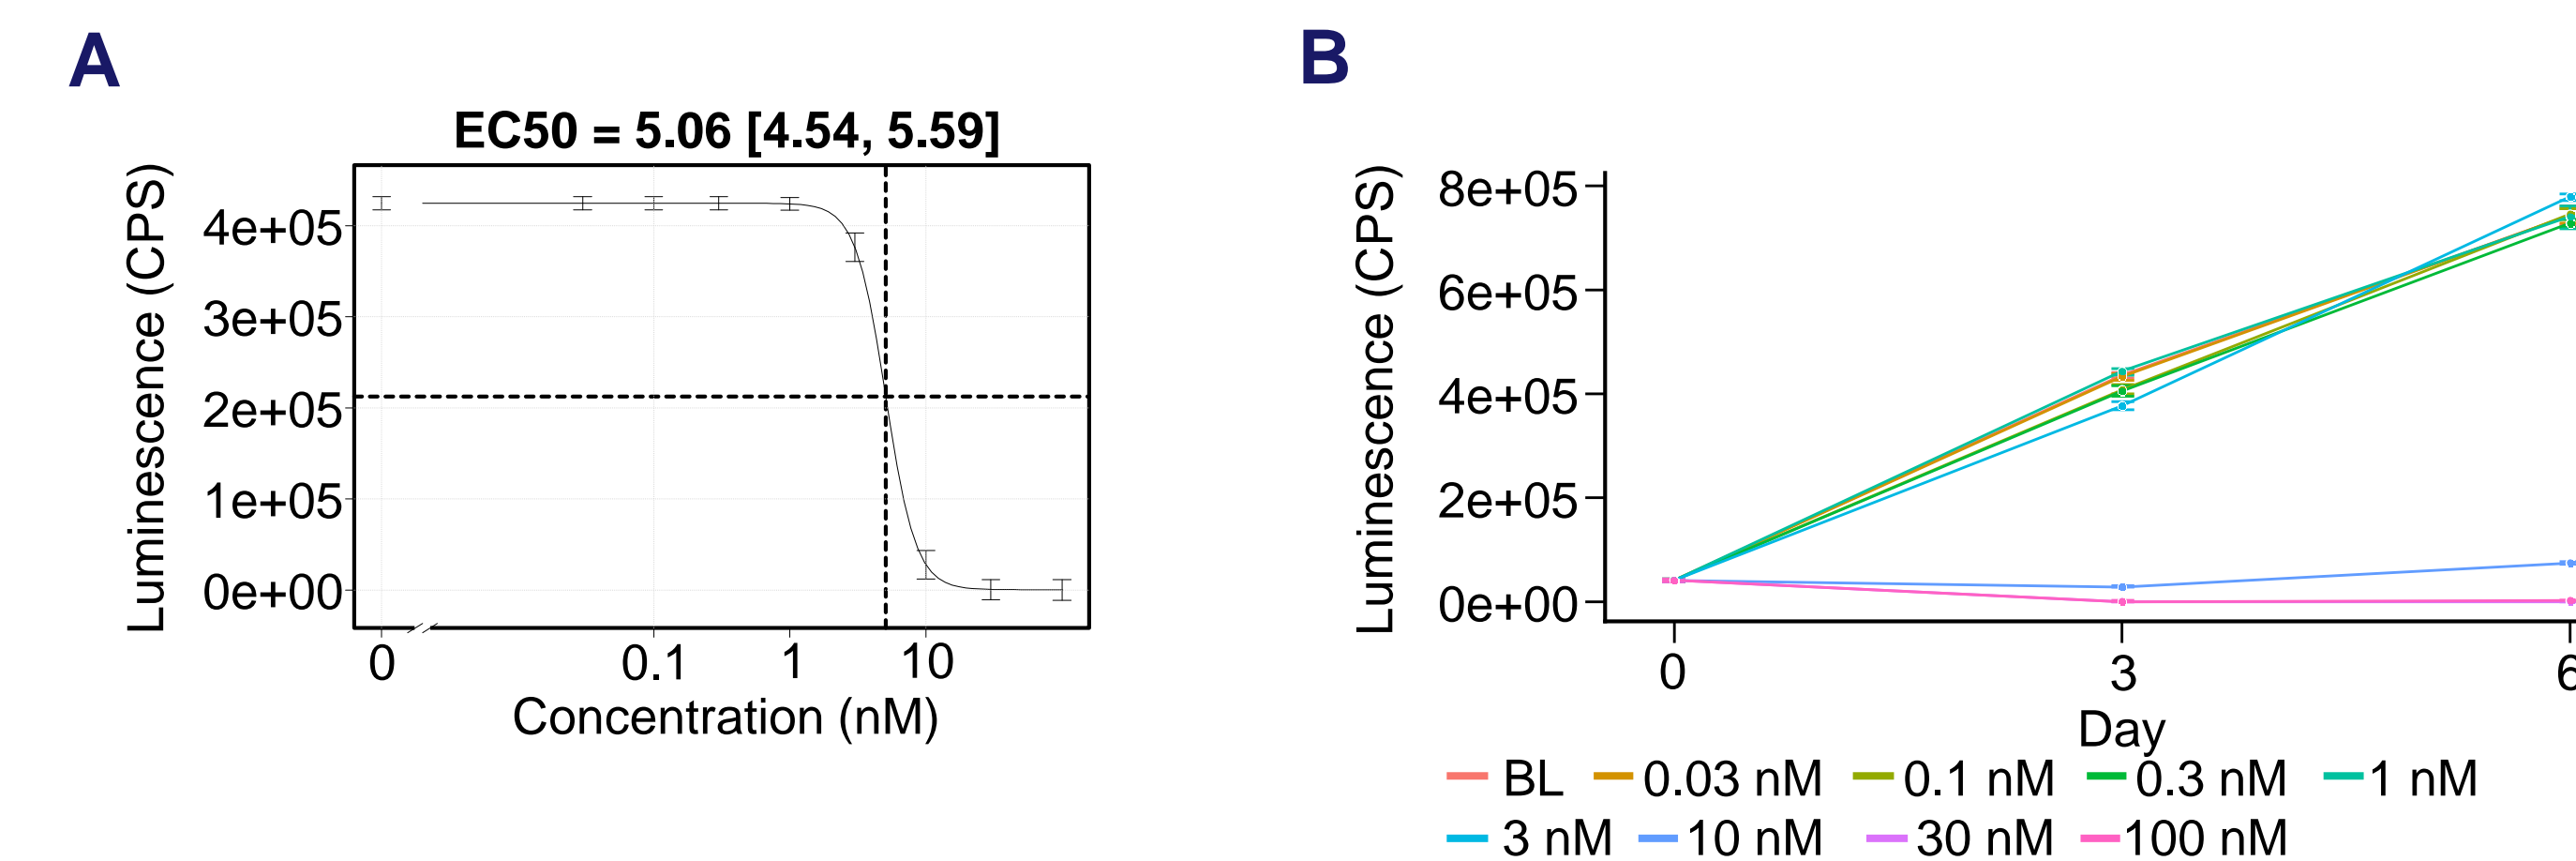 A
B
EC50 = 5.06 [4.54, 5.59]
Luminescence (CPS)
4e+05
3e+05
2e+05
1e+05
0e+00
0 0.1 1 10
Concentration (nM)
Luminescence (CPS)
8e+05
6e+05
4e+05
2e+05
0e+00
0 3 6
Day
BL 0.03 nM 0.1 nM 0.3 nM 1 nM
3 nM 10 nM 30 nM 100 nM